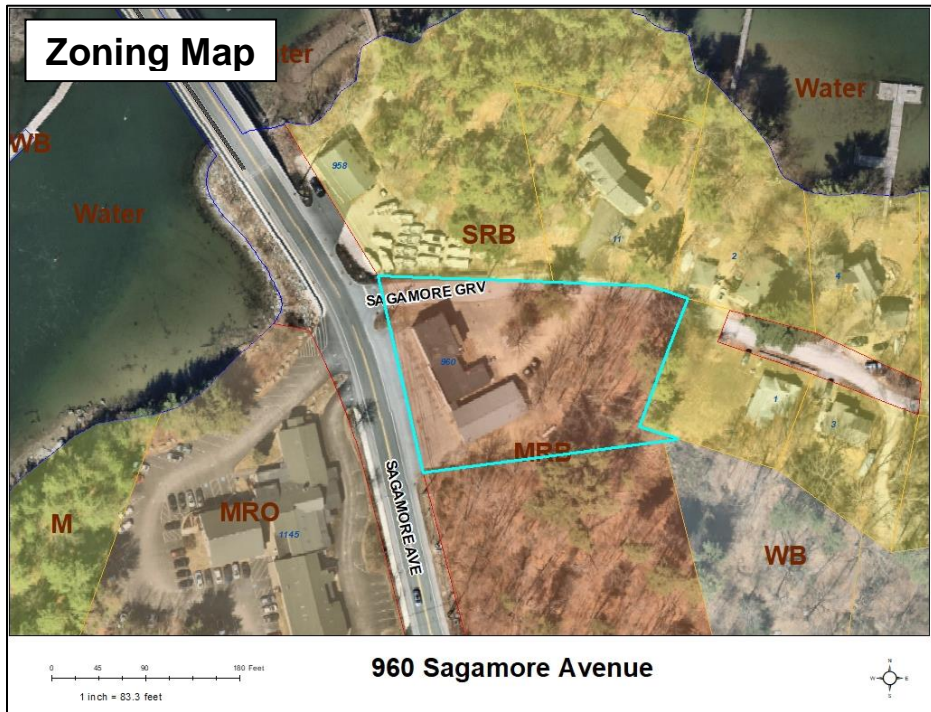 Zoning Map
ter
Water
WB
958
Water
SRB
11
2
4
SAGAMORE GRV
960
1
3
MRB
M
MRO
1145
SAGAMORE AVE
WB
0 45 90 180 Feet
1 inch = 83.3 feet
960 Sagamore Avenue
N
W E
S